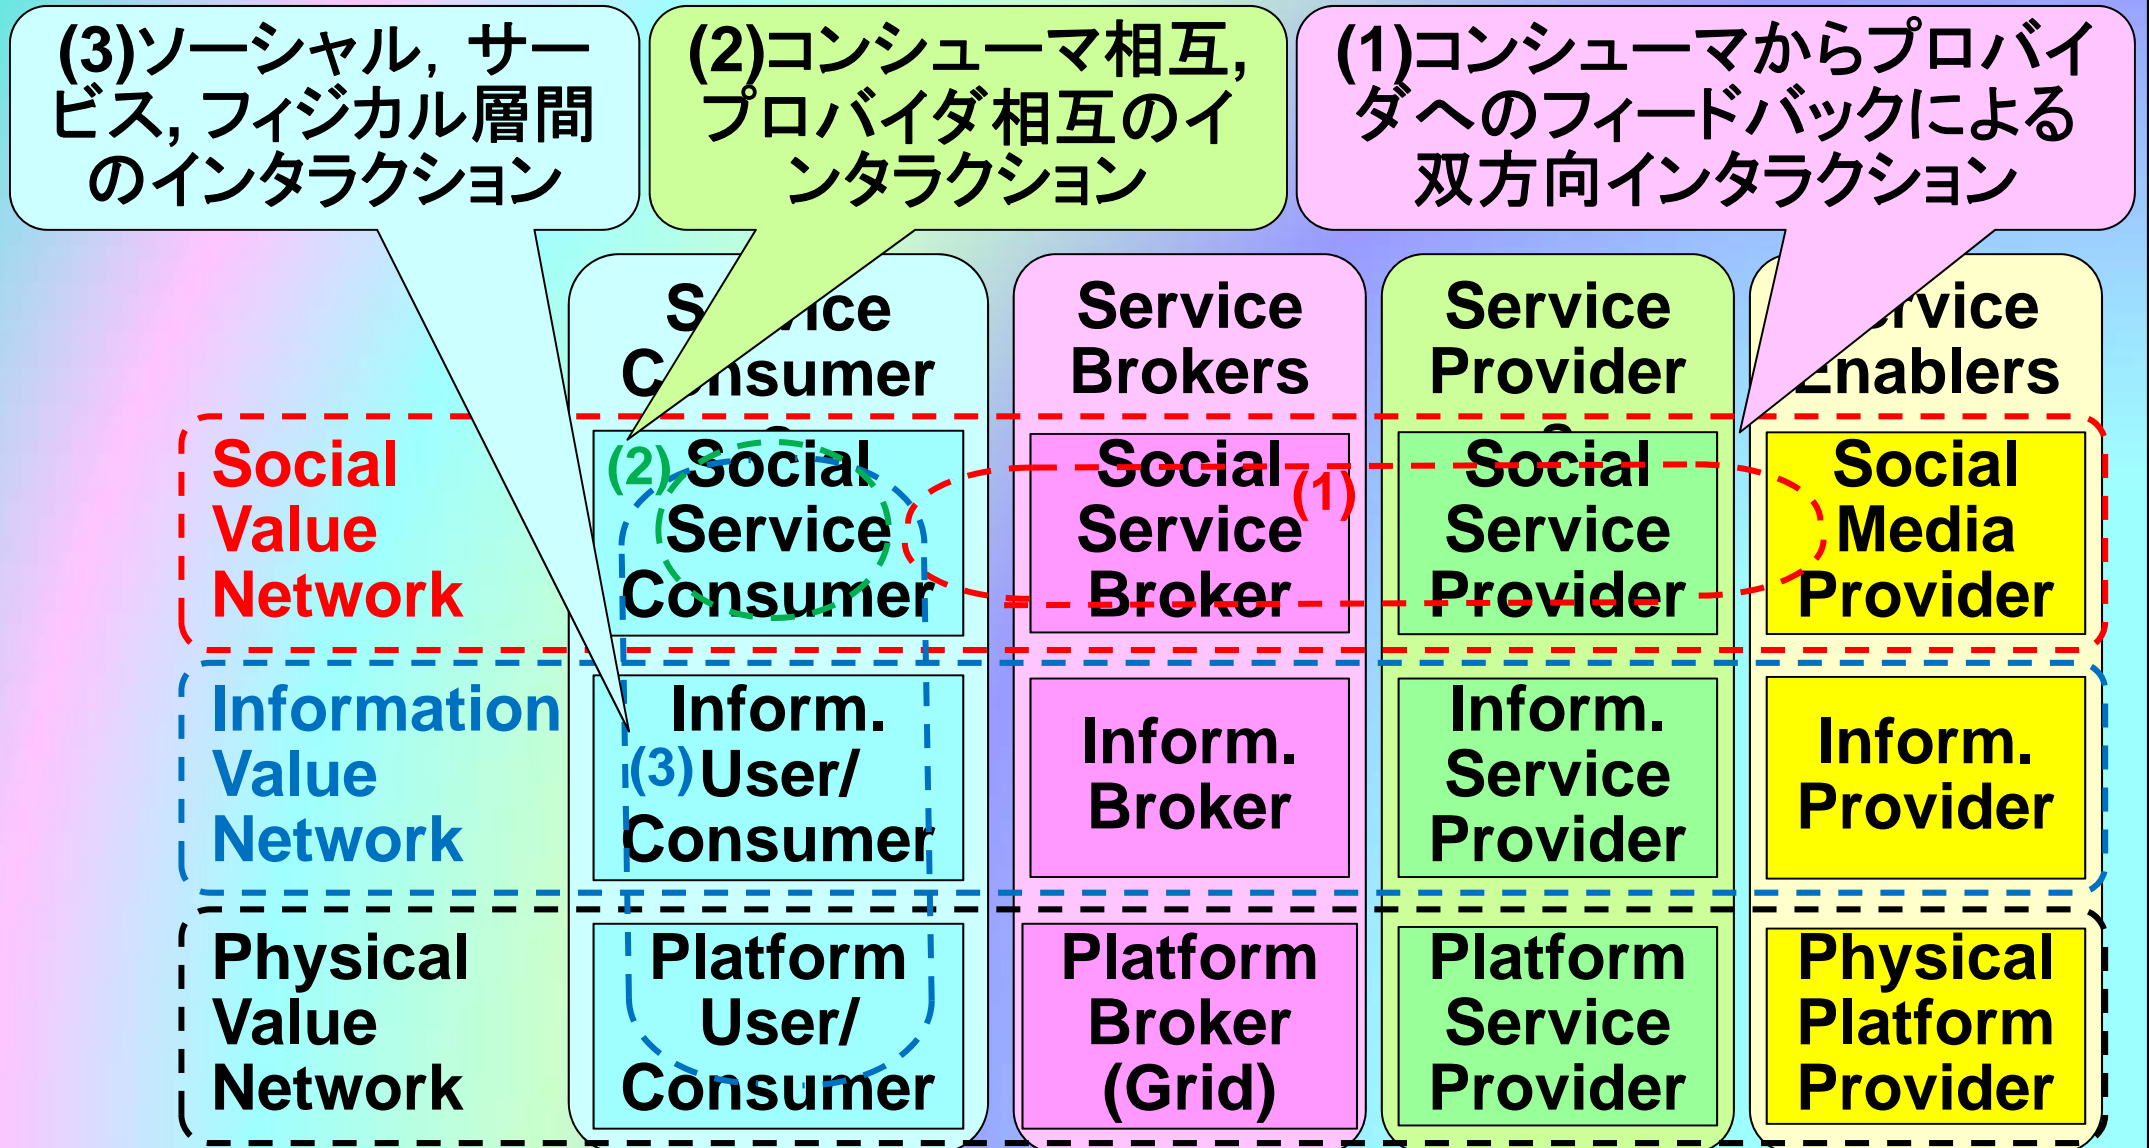 (3)ソーシャル, サー
ビス, フィジカル層間
のインタラクション
(2)コンシューマ相互,
プロバイダ相互のイ
ンタラクション
(1)コンシューマからプロバイ
ダへのフィードバックによる
双方向インタラクション
Service
Consumer
Service
Brokers
Service
Provider
s
Service
Enablers
Social
Value
Network
(2)
Social
Service
Consumer
Social
Service
Broker
(1)
Social
Service
Provider
Social
Media
Provider
Information
Value
Network
Inform.
(3)User/
Consumer
Inform.
Broker
Inform.
Service
Provider
Inform.
Provider
Physical
Value
Network
Platform
User/
Consumer
Platform
Broker
(Grid)
Platform
Service
Provider
Physical
Platform
Provider